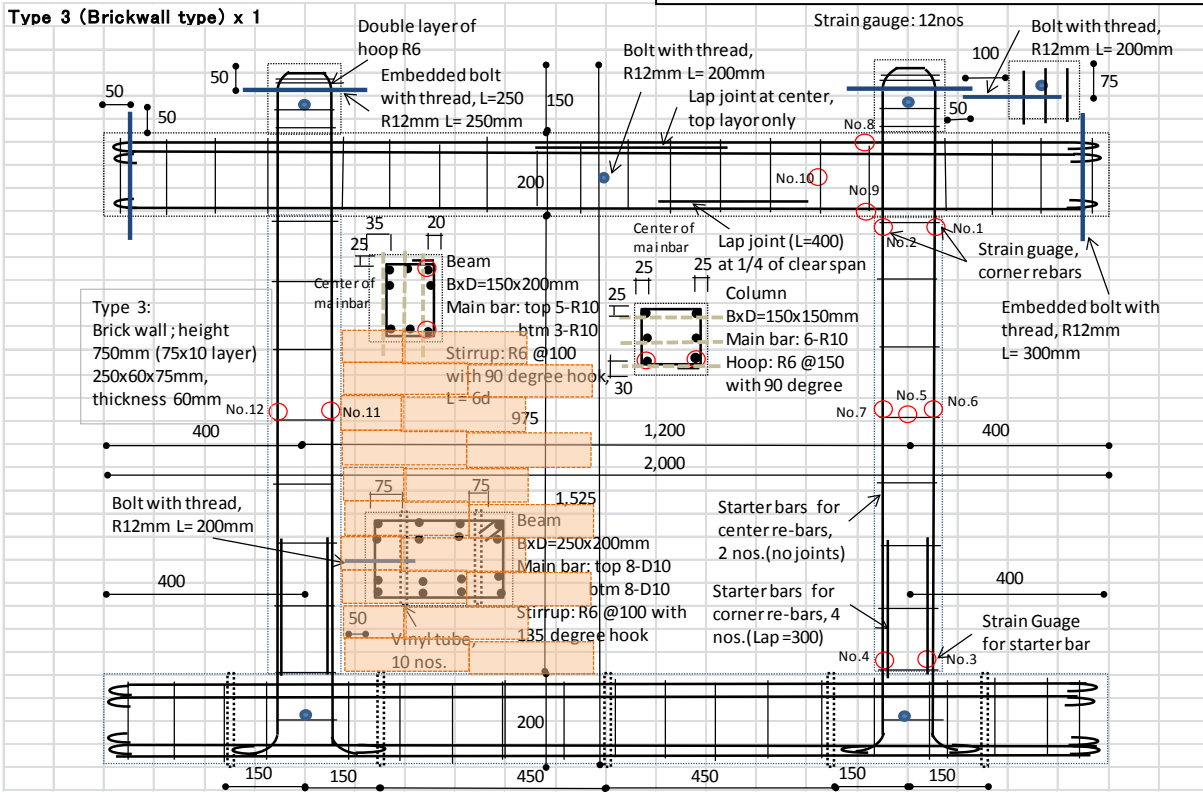 Type 3 (Brickwall type) x 1
Strain gauge: 12nos
Double layer of
hoop R6
Embedded bolt
with thread, L=250
R12mm L= 250mm
Bolt with thread,
R12mm L= 200mm
Lap joint at center,
top layor only
Bolt with thread,
R12mm L= 200mm
100
75
50
50
50
50
150
No.8
200
No.10
No.9
No.2
No.1
35
20
25
Center of
mainbar
Beam
BxD=150x200mm
Main bar: top 5-R10
btm 3-R10
Stirrup: R6 @100
with 90 degree hook,
L = 6d
Center of
mainbar
Lap joint (L=400)
at 1/4 of clear span
25
25
25
30
Column
BxD=150x150mm
Main bar: 6-R10
Hoop: R6 @150
with 90 degree
Strain guage,
corner rebars
Embedded bolt with
thread, R12mm
L= 300mm
Type 3:
Brick wall ; height
750mm (75x10 layer)
250x60x75mm,
thickness 60mm
No.12
No.11
975
No.7
No.5
No.6
400
1,200
400
2,000
1,525
Bolt with thread,
R12mm L= 200mm
75
75
Beam
BxD=250x200mm
Main bar: top 8-D10
btm 8-D10
Stirrup: R6 @100 with
135 degree hook
50
Vinyl tube,
10 nos.
Starter bars for
center re-bars,
2 nos.(no joints)
400
400
Starter bars for
corner re-bars, 4
nos.(Lap =300)
Strain Guage
for starter bar
No.4
No.3
200
150
150
450
450
150
150